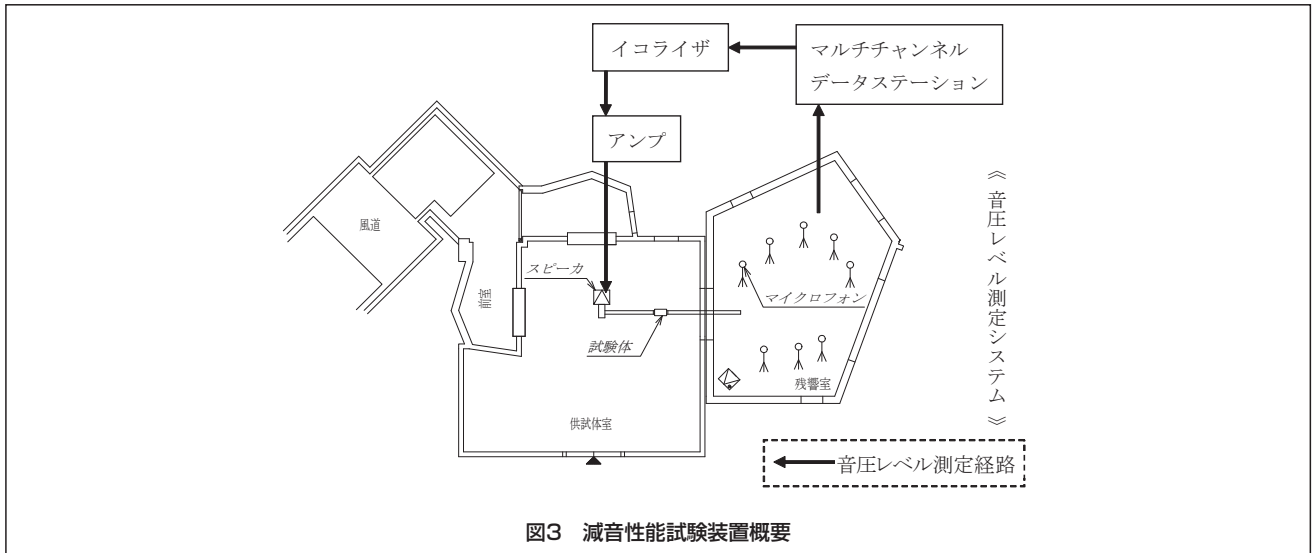 イコライザ
マルチチャンネル
データステーション
アンプ
風道
前室
スピーカ
試験体
マイクロフォン
残響室
供試体室
《音圧レベル測定システム》
音圧レベル測定経路
図3 減音性能試験装置概要